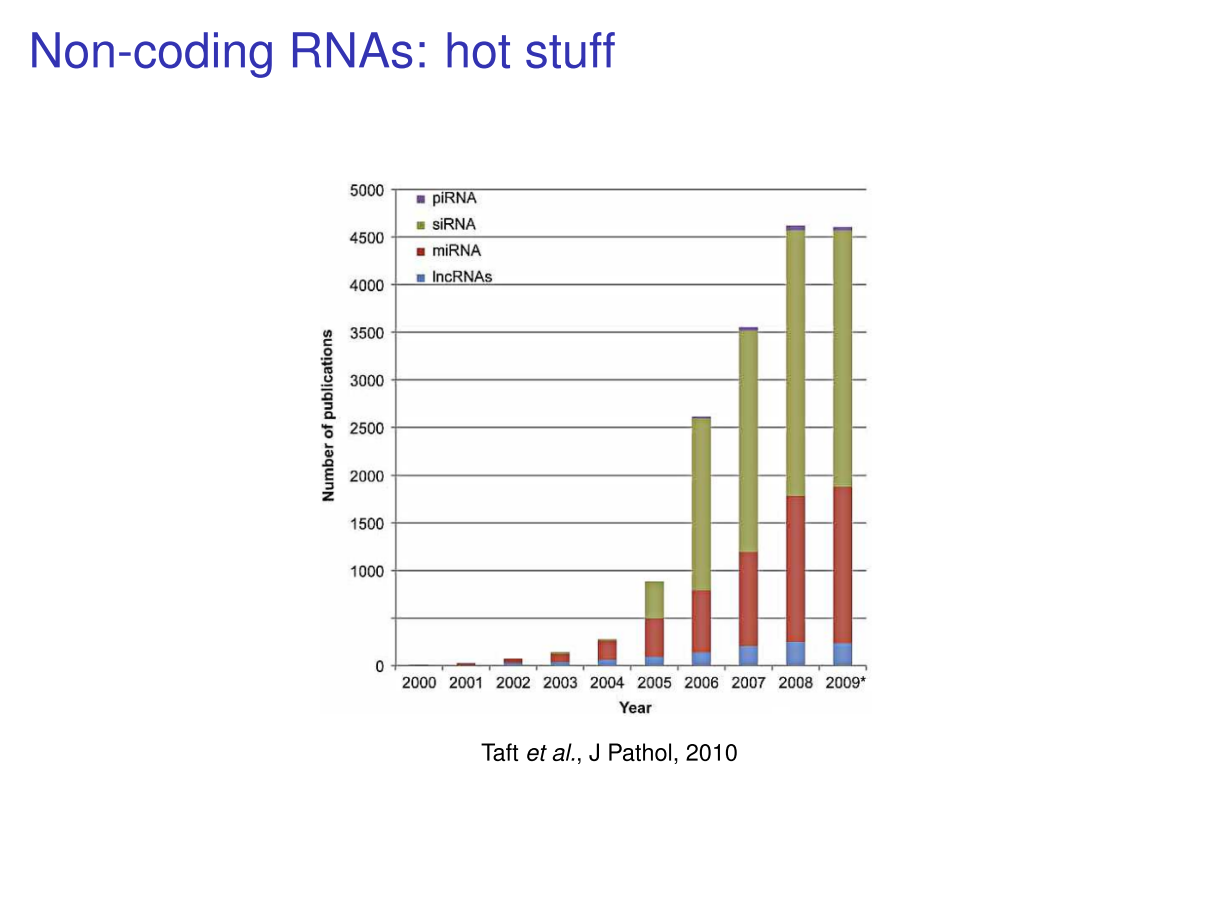 Non-coding RNAs: hot stuff
5000
4500
4000
3500
3000
2500
2000
1500
1000
0
Number of publications
piRNA
siRNA
miRNA
lncRNAs
2000 2001 2002 2003 2004 2005 2006 2007 2008 2009*
Year
Taft et al., J Pathol, 2010